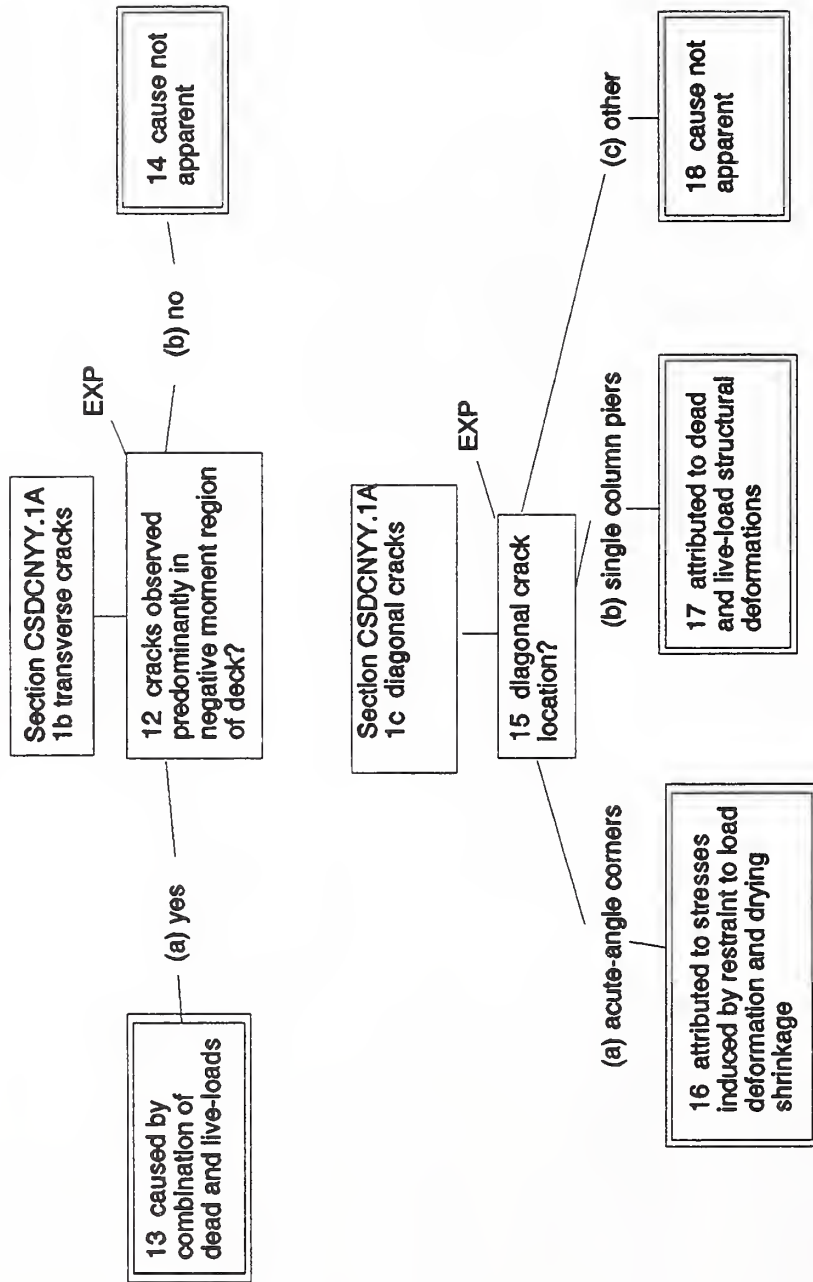 Section CSDCNYY.1A
1b transverse cracks
EXP
12 cracks observed
predominantly in
negative moment region
of deck?
(a) yes
(b) no
13 caused by
combination of
dead and live-loads
14 cause not
apparent
Section CSDCNYY.1A
1c diagonal cracks
EXP
15 diagonal crack
location?
(a) acute-angle corners
(b) single column piers
(c) other
16 attributed to stresses
induced by restraint to load
deformation and drying
shrinkage
17 attributed to dead
and live-load structural
deformations
18 cause not
apparent